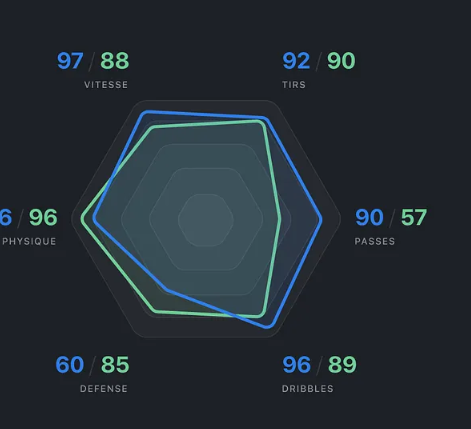 97 / 88
VITESSE
92 / 90
TIRS
6 / 96
PHYSIQUE
90 / 57
PASSES
60 / 85
DEFENSE
96 / 89
DRIBBLES